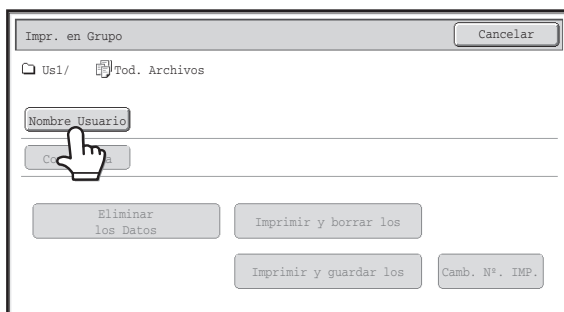 Impr. en Grupo
Cancelar
Us1/ Tod. Archivos
Nombre Usuario
Eliminar
los Datos
Imprimir y borrar los
Imprimir y guardar los
Camb. Nº. IMP.